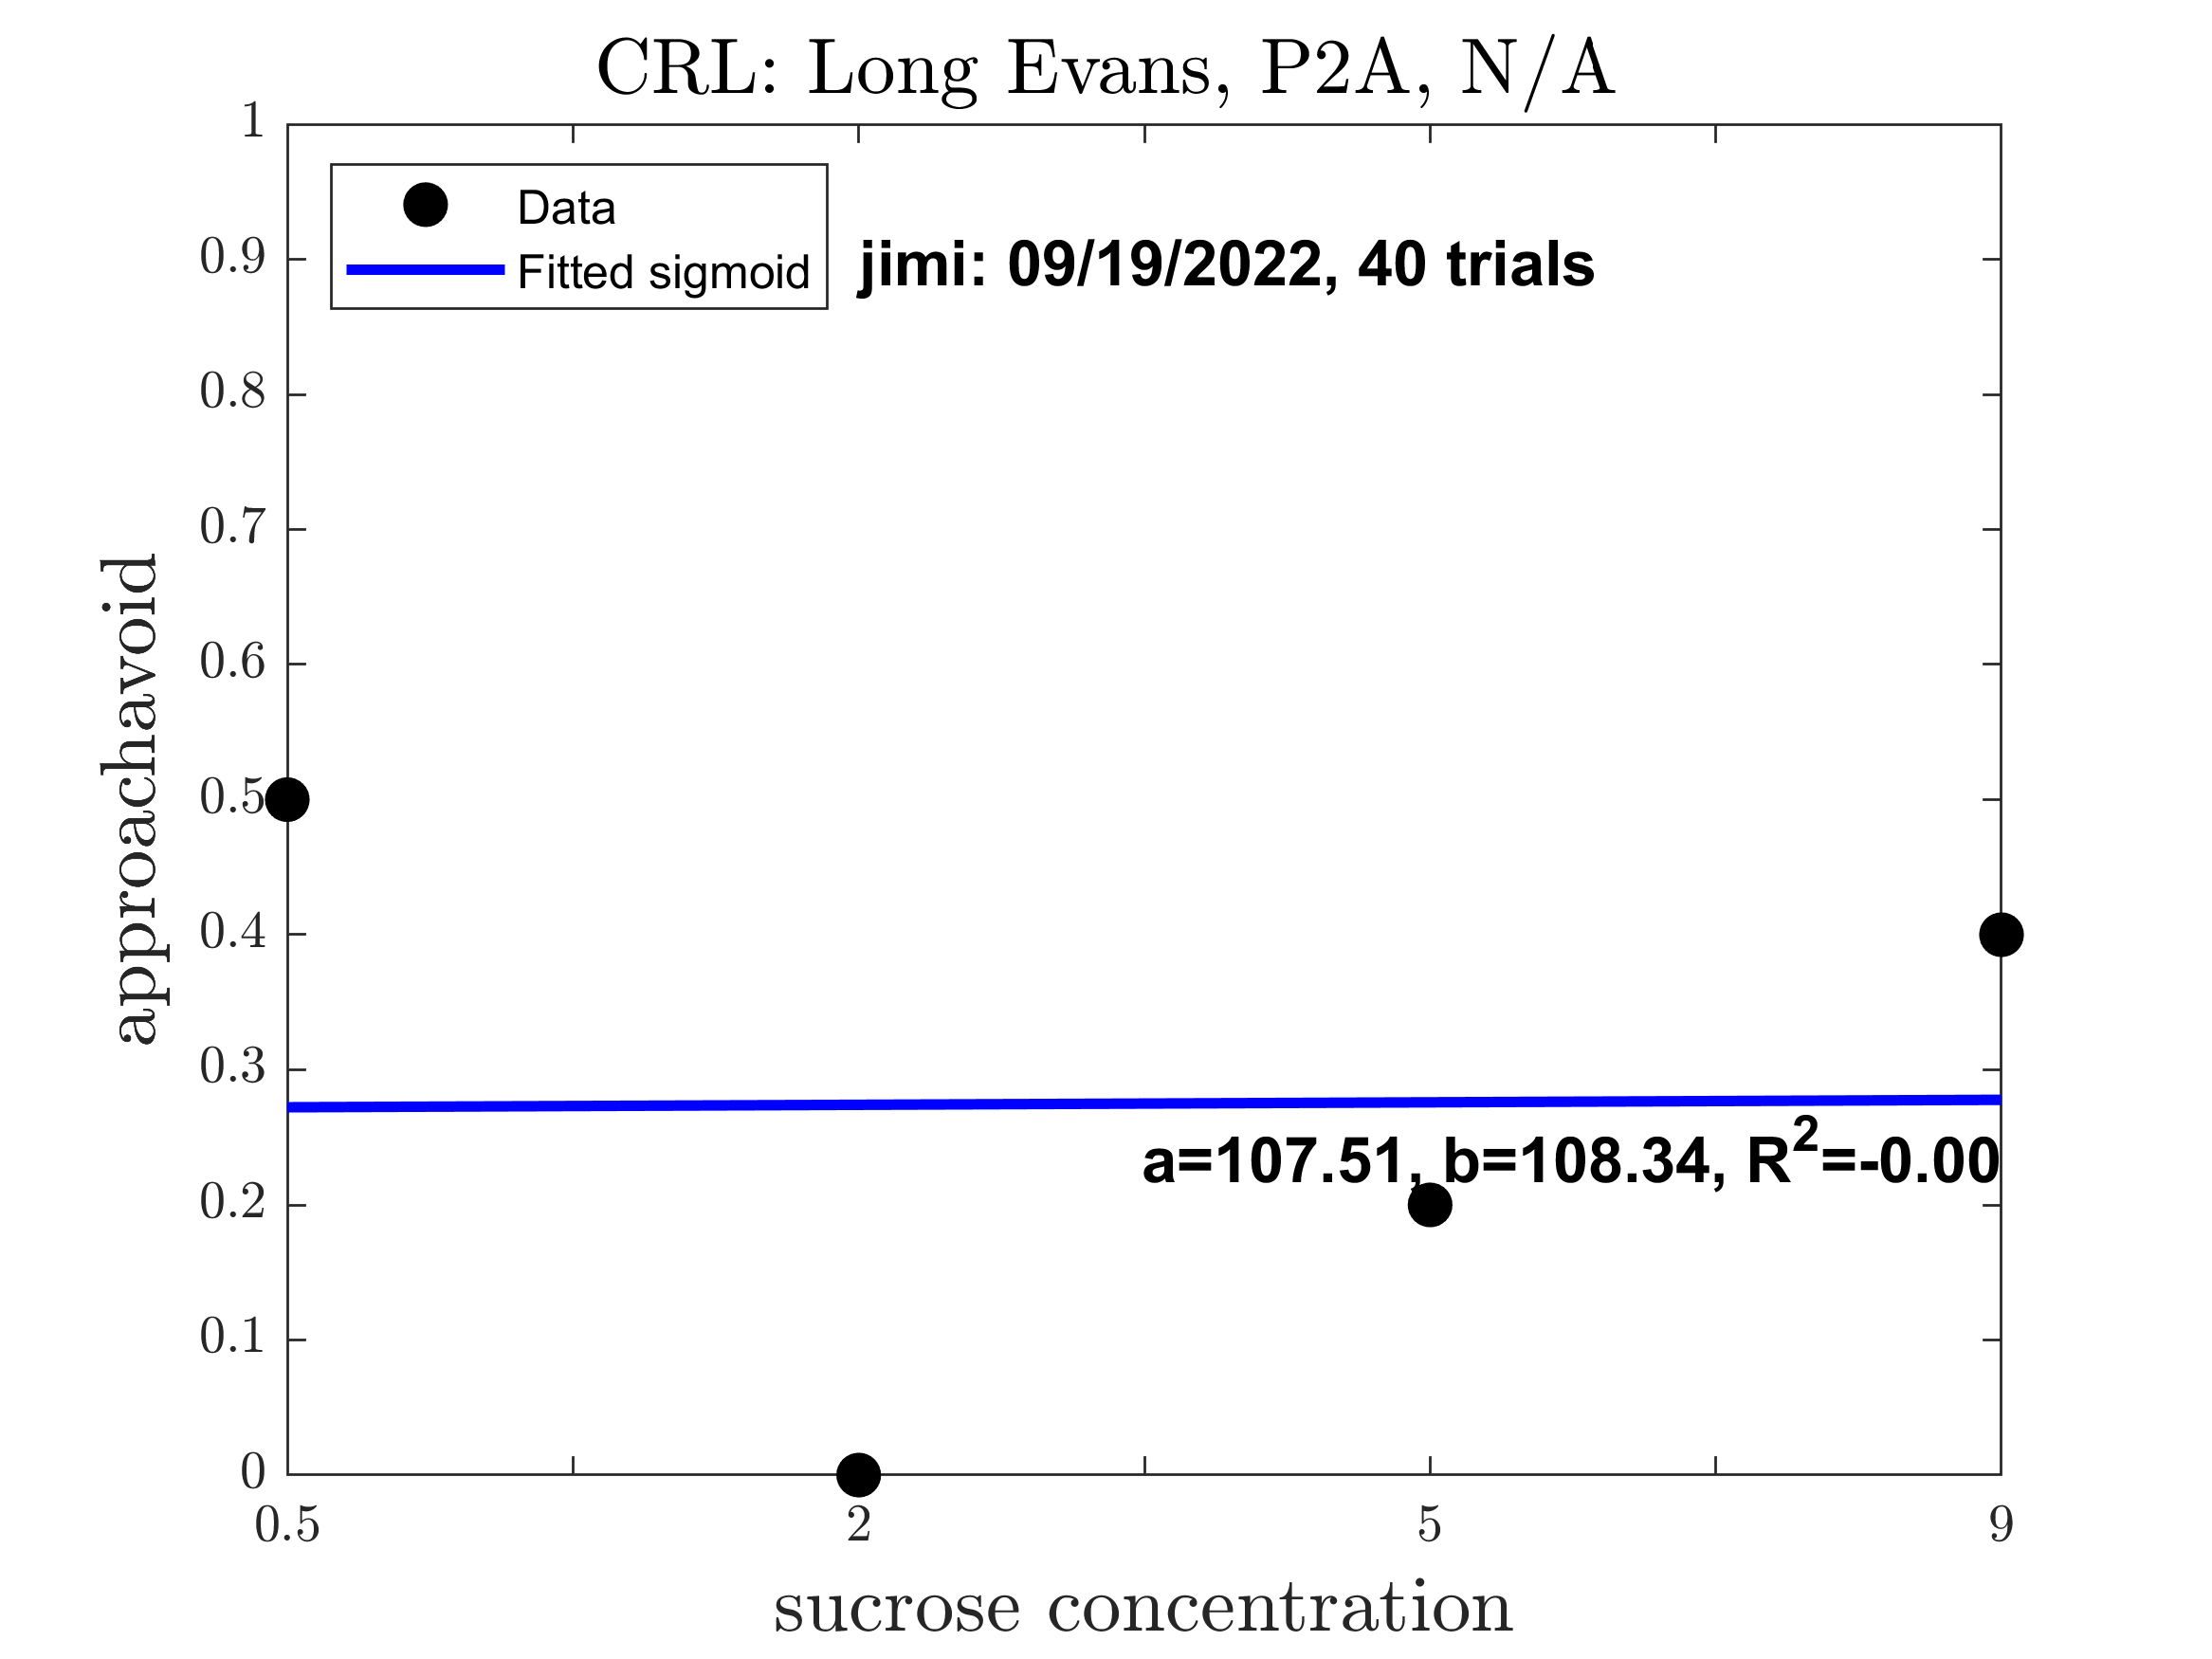 CRL: Long Evans, P2A, N/A
1
Data
Fitted sigmoid
jimi: 09/19/2022, 40 trials
0.9
0.8
0.7
0.6
0.5
0.4
0.3
0.2
0.1
0
a=107.51, b=108.34, R²=-0.00
approachavoid
0.5 2 5 9
sucrose concentration